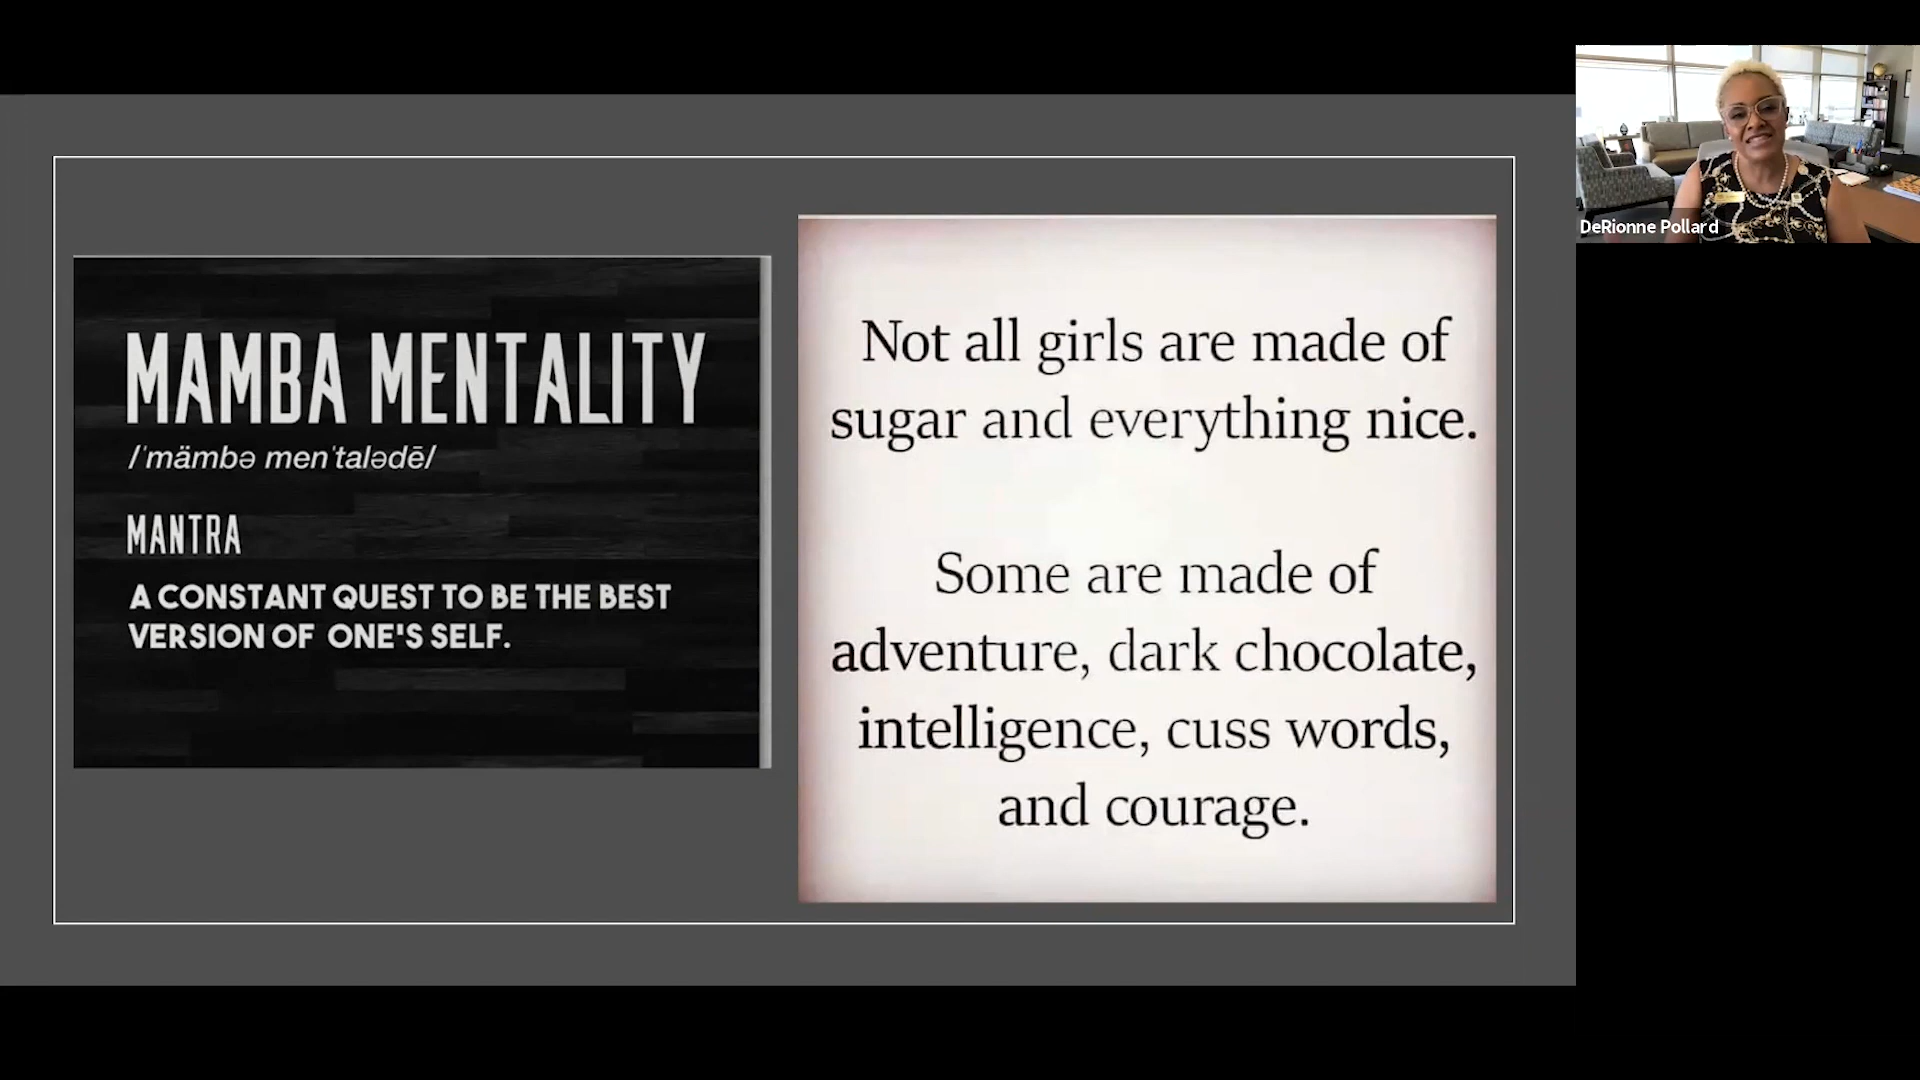 MAMBA MENTALITY
/ˈmämbə menˈtalədē/
MANTRA
A CONSTANT QUEST TO BE THE BEST
VERSION OF ONE'S SELF.
Not all girls are made of
sugar and everything nice.
Some are made of
adventure, dark chocolate,
intelligence, cuss words,
and courage.
DeRionne Pollard